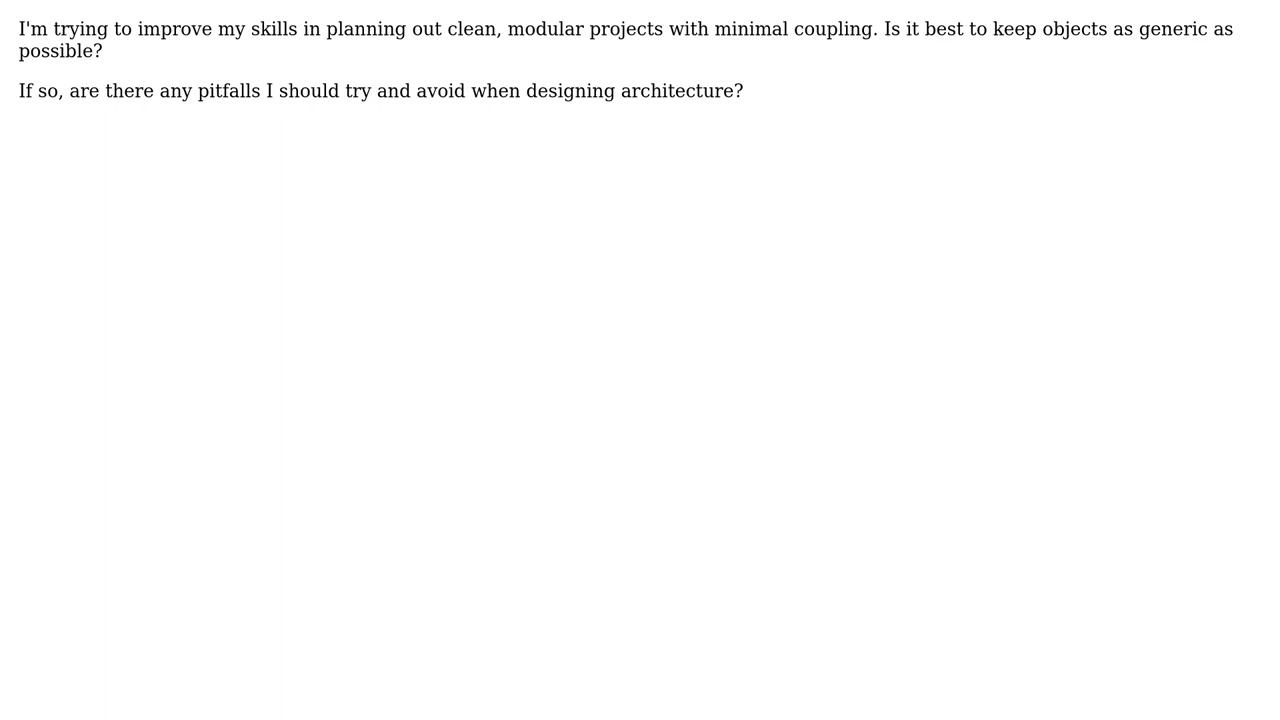 I'm trying to improve my skills in planning out clean, modular projects with minimal coupling. Is it best to keep objects as generic as
possible?
If so, are there any pitfalls I should try and avoid when designing architecture?